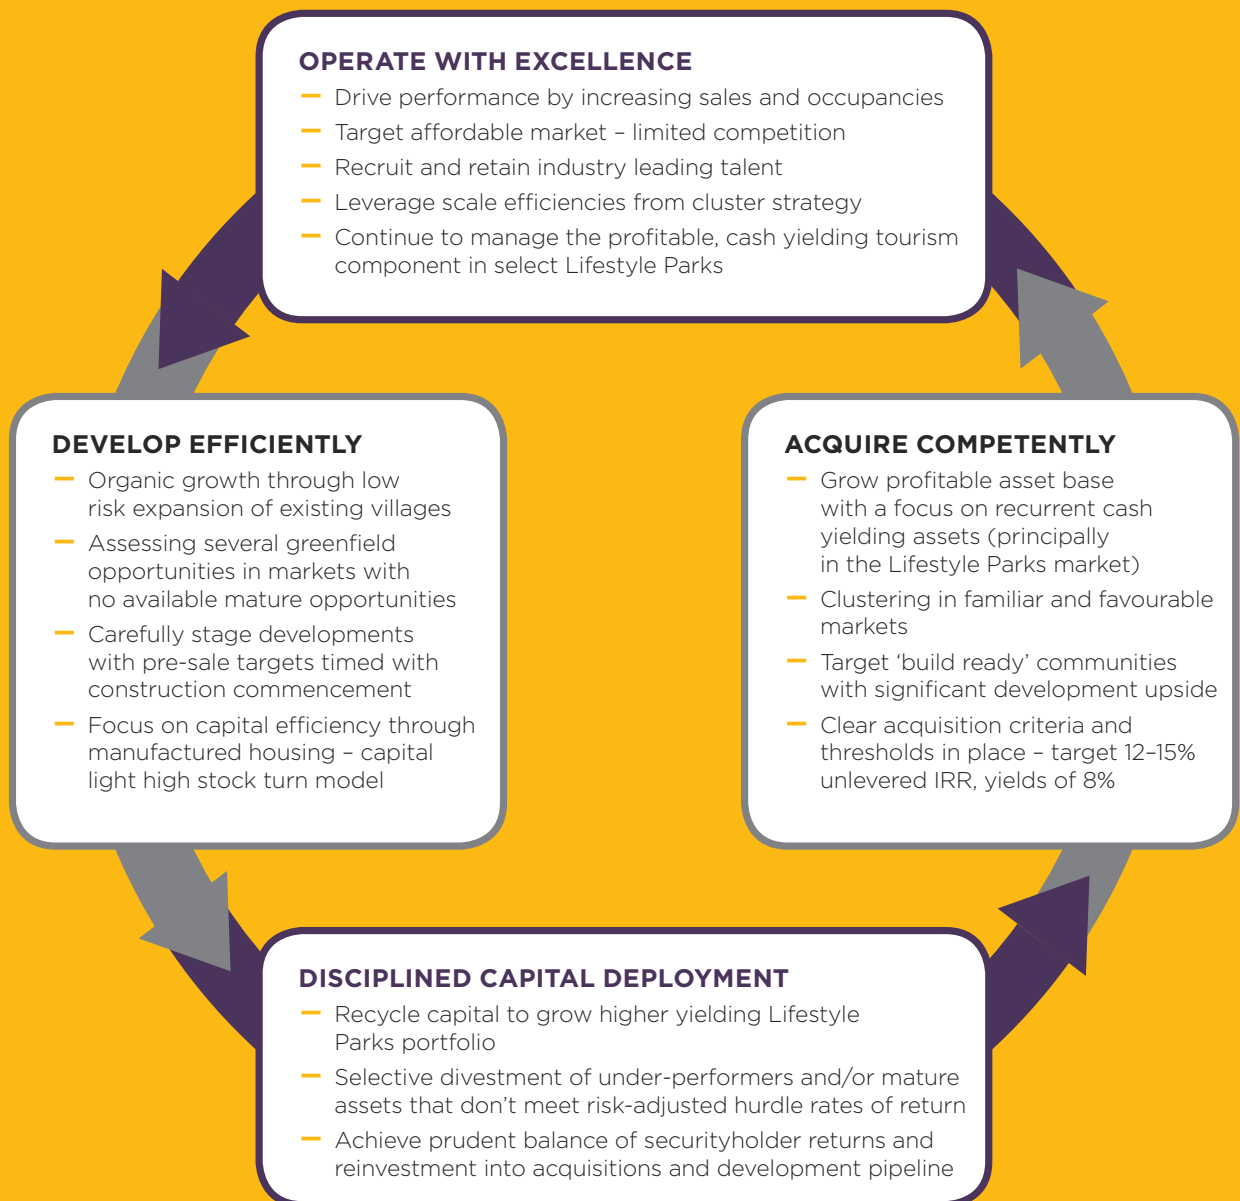 OPERATE WITH EXCELLENCE
— Drive performance by increasing sales and occupancies
— Target affordable market – limited competition
— Recruit and retain industry leading talent
— Leverage scale efficiencies from cluster strategy
— Continue to manage the profitable, cash yielding tourism
component in select Lifestyle Parks
DEVELOP EFFICIENTLY
— Organic growth through low
risk expansion of existing villages
— Assessing several greenfield
opportunities in markets with
no available mature opportunities
— Carefully stage developments
with pre-sale targets timed with
construction commencement
— Focus on capital efficiency through
manufactured housing – capital
light high stock turn model
ACQUIRE COMPETENTLY
— Grow profitable asset base
with a focus on recurrent cash
yielding assets (principally
in the Lifestyle Parks market)
— Clustering in familiar and favourable
markets
— Target ‘build ready’ communities
with significant development upside
— Clear acquisition criteria and
thresholds in place – target 12–15%
unlevered IRR, yields of 8%
DISCIPLINED CAPITAL DEPLOYMENT
— Recycle capital to grow higher yielding Lifestyle
Parks portfolio
— Selective divestment of under-performers and/or mature
assets that don’t meet risk-adjusted hurdle rates of return
— Achieve prudent balance of securityholder returns and
reinvestment into acquisitions and development pipeline